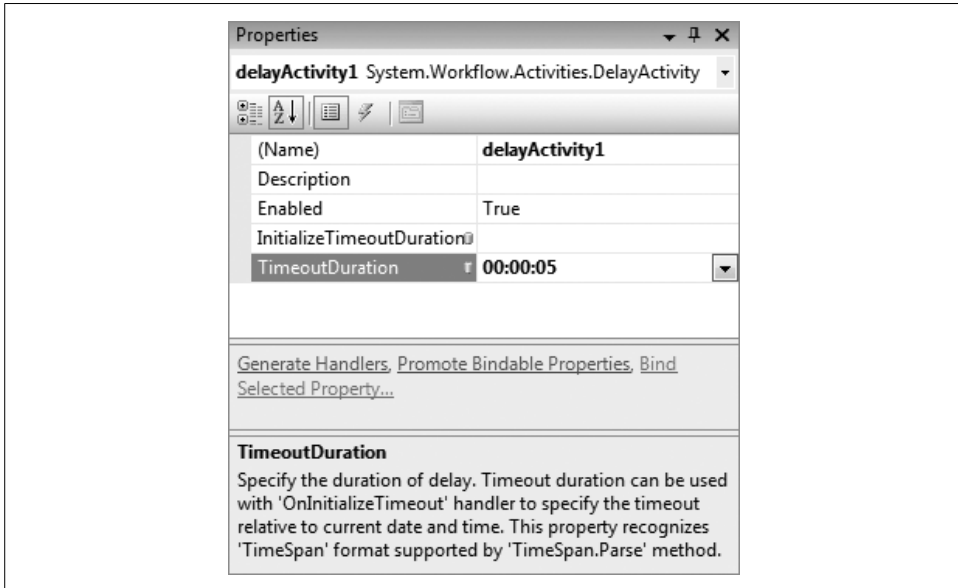 Properties
delayActivity1 System.Workflow.Activities.DelayActivity
A
Z
(Name) delayActivity1
Description
Enabled True
InitializeTimeoutDuration
TimeoutDuration 00:00:05
Generate Handlers, Promote Bindable Properties, Bind
Selected Property...
TimeoutDuration
Specify the duration of delay. Timeout duration can be used
with 'OnInitializeTimeout' handler to specify the timeout
relative to current date and time. This property recognizes
'TimeSpan' format supported by 'TimeSpan.Parse' method.